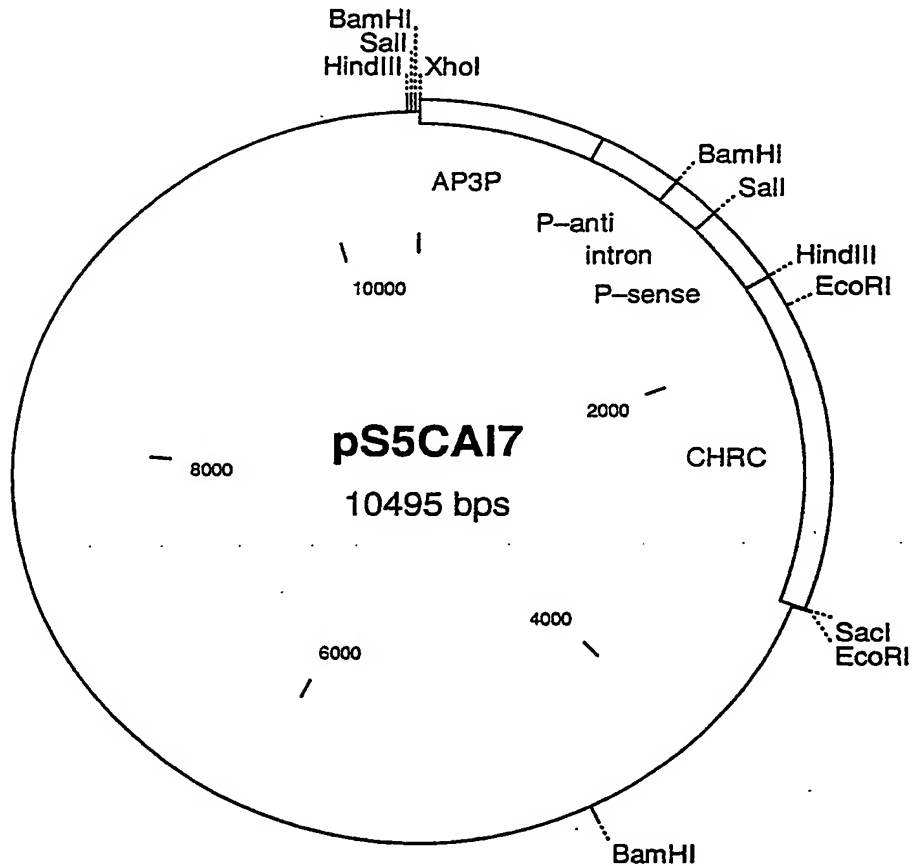 BamHI
SalI
HindIII XhoI
BamHI
SalI
AP3P
P–anti
intron
HindIII
EcoRI
P–sense
10000
2000
pS5CAI7
CHRC
8000
10495 bps
4000
SacI
EcoRI
6000
BamHI